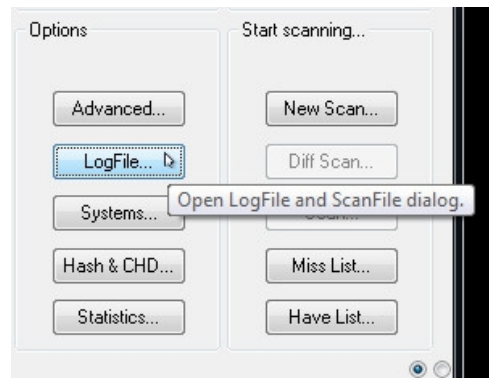 Options
Advanced...
LogFile...
Systems...
Hash & CHD...
Statistics...
Start scanning...
New Scan...
Diff Scan...
Open LogFile and ScanFile dialog.
Miss List...
Have List...